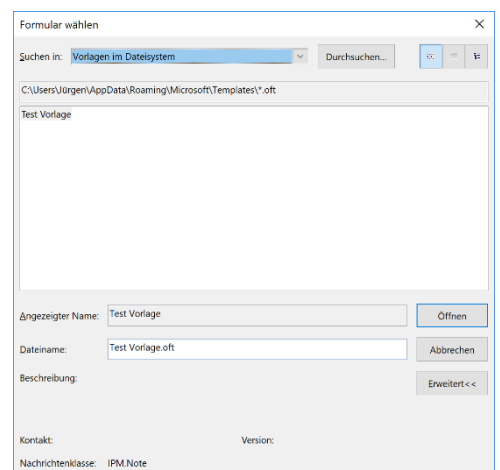 Formular wählen
Suchen in: Vorlagen im Dateisystem Durchsuchen...
C:\Users\Jürgen\AppData\Roaming\Microsoft\Templates\*.oft
Test Vorlage
Angezeigter Name: Test Vorlage Öffnen
Dateiname: Test Vorlage.oft Abbrechen
Beschreibung: Erweitert<<
Kontakt: Version:
Nachrichtenklasse: IPM.Note